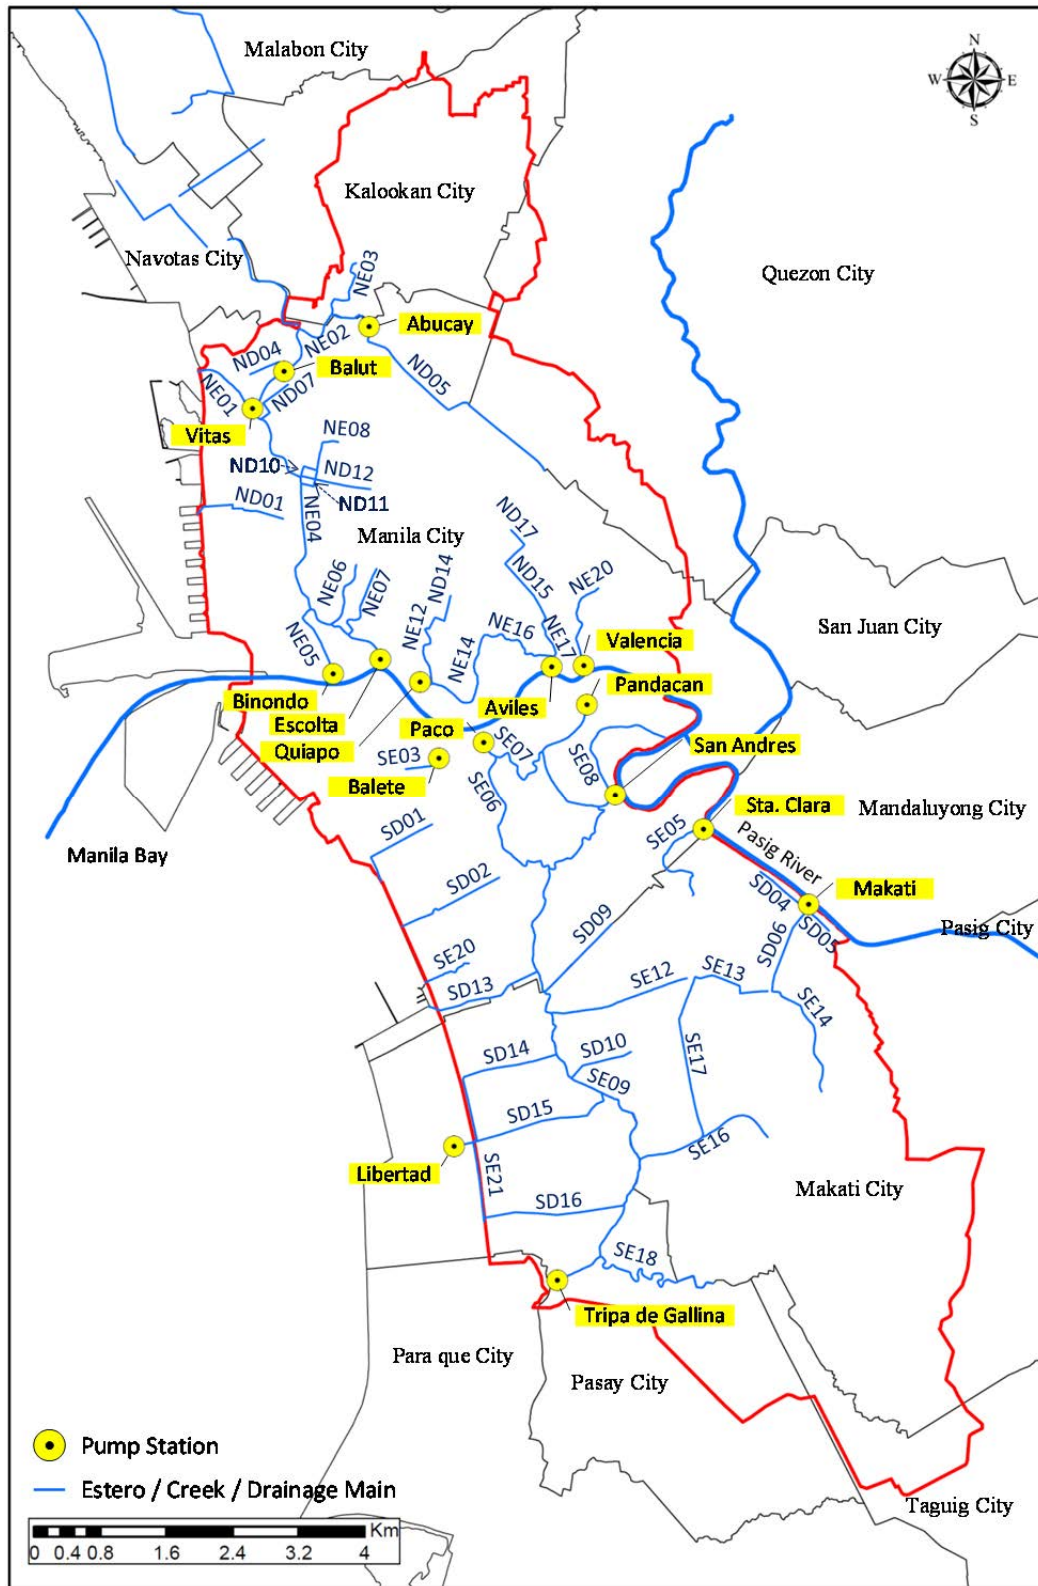 Malabon City
N
W
E
S
Kalookan City
Navotas City
Quezon City
NE03
Abucay
NE02
ND04
Balut
ND05
NE01
ND07
Vitas
NE08
ND10
ND12
ND11
ND01
NE04
Manila City
ND17
NE06
NE07
ND14
ND15
NE20
NE12
NE16
NE17
San Juan City
NE05
NE14
Valencia
Binondo
Pandacan
Aviles
Escolta
Paco
Quiapo
SE07
San Andres
SE03
SE08
Balete
SE06
Sta. Clara
Mandaluyong City
SD01
SE05
Manila Bay
Pasig River
SD02
SD04
Makati
SD09
SD05
Pasig City
SD06
SE20
SE12
SE13
SD13
SE14
SD14
SD10
SE17
SE09
SD15
SE16
Libertad
SE21
Makati City
SD16
SE18
Tripa de Gallina
Para que City
Pasay City
Pump Station
Estero / Creek / Drainage Main
Taguig City
Km
0 0.4 0.8 1.6 2.4 3.2 4